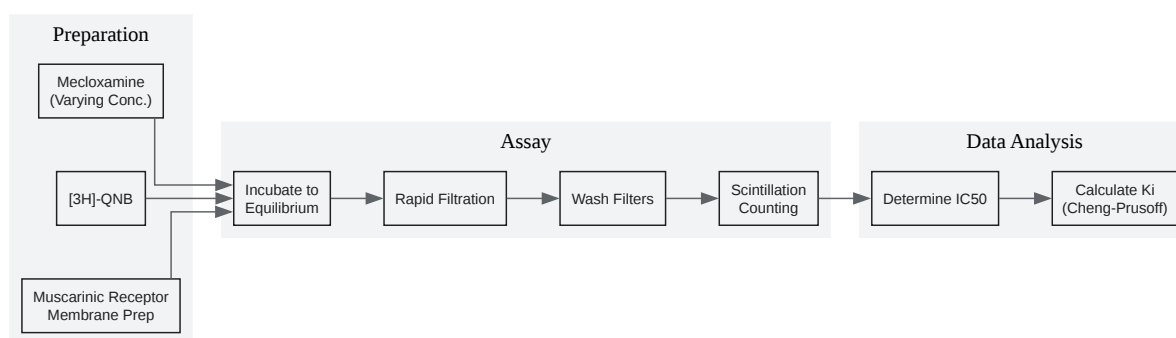 Preparation
Mecloxamine
(Varying Conc.)
[3H]-QNB
Muscarinic Receptor
Membrane Prep
Assay
Incubate to
Equilibrium
Rapid Filtration
Wash Filters
Scintillation
Counting
Data Analysis
Determine IC50
Calculate Ki
(Cheng-Prusoff)